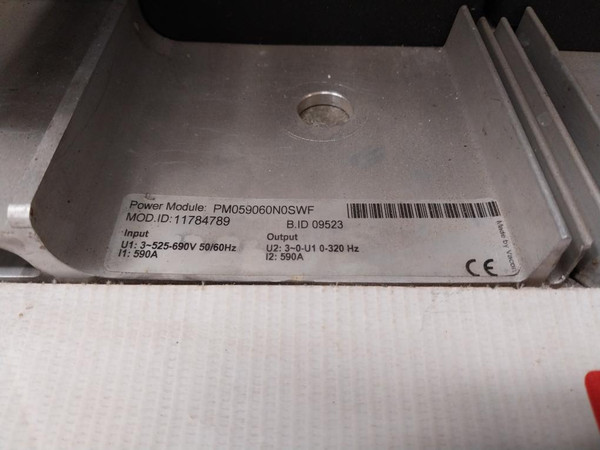 Power Module: PM059060N0SWF
MOD.ID:11784789 B.ID 09523
Input Output
U1: 3~525-690V 50/60Hz U2: 3~0-U1 0-320 Hz
I1: 590A I2: 590A
CE
Made by Vacon